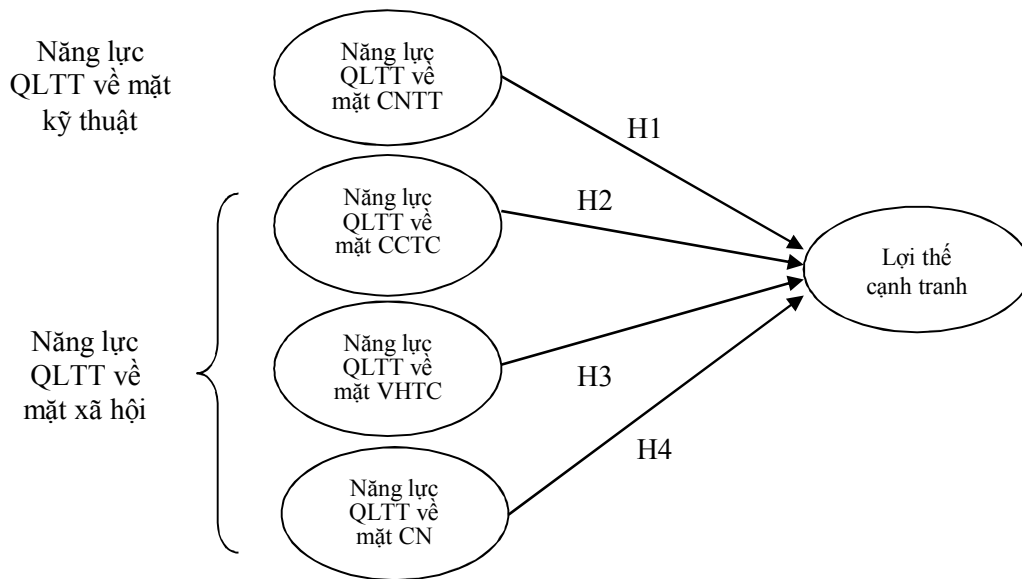 Năng lực
QLTT về mặt
kỹ thuật
Năng lực
QLTT về
mặt CNTT
H1
Năng lực
QLTT về
mặt CCTC
H2
Lợi thế
cạnh tranh
Năng lực
QLTT về
mặt xã hội
Năng lực
QLTT về
mặt VHTC
H3
Năng lực
QLTT về
mặt CN
H4